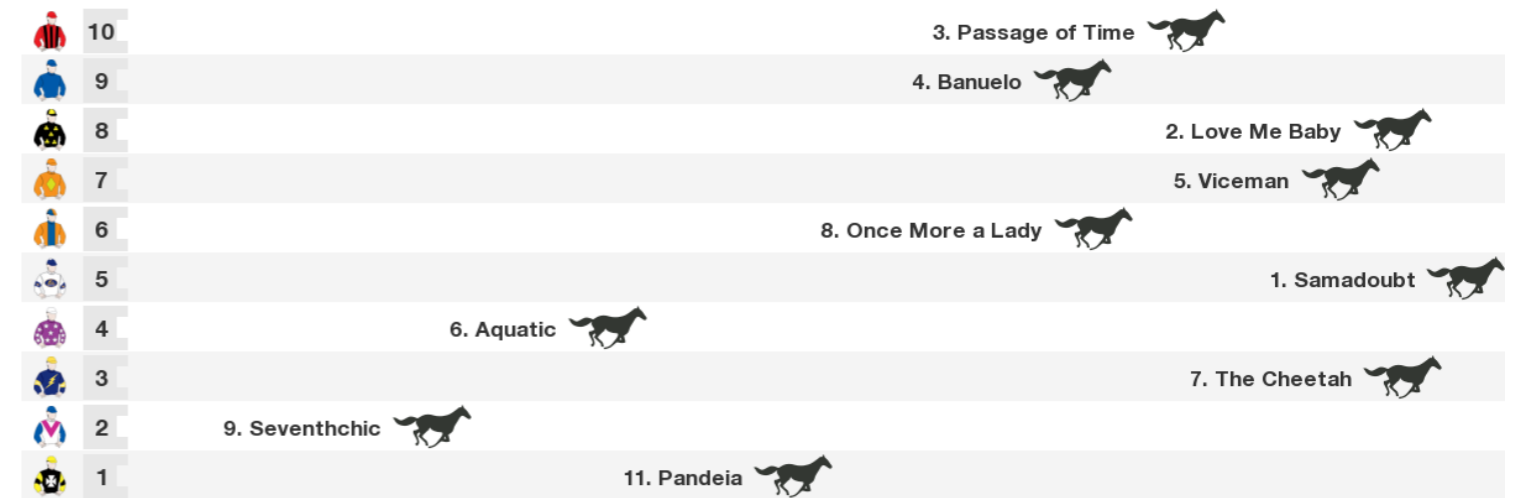 10 3. Passage of Time
9 4. Banuelo
8 2. Love Me Baby
7 5. Viceman
6 8. Once More a Lady
5 1. Samadoubt
4 6. Aquatic
3 7. The Cheetah
2 9. Seventhchic
1 11. Pandeia